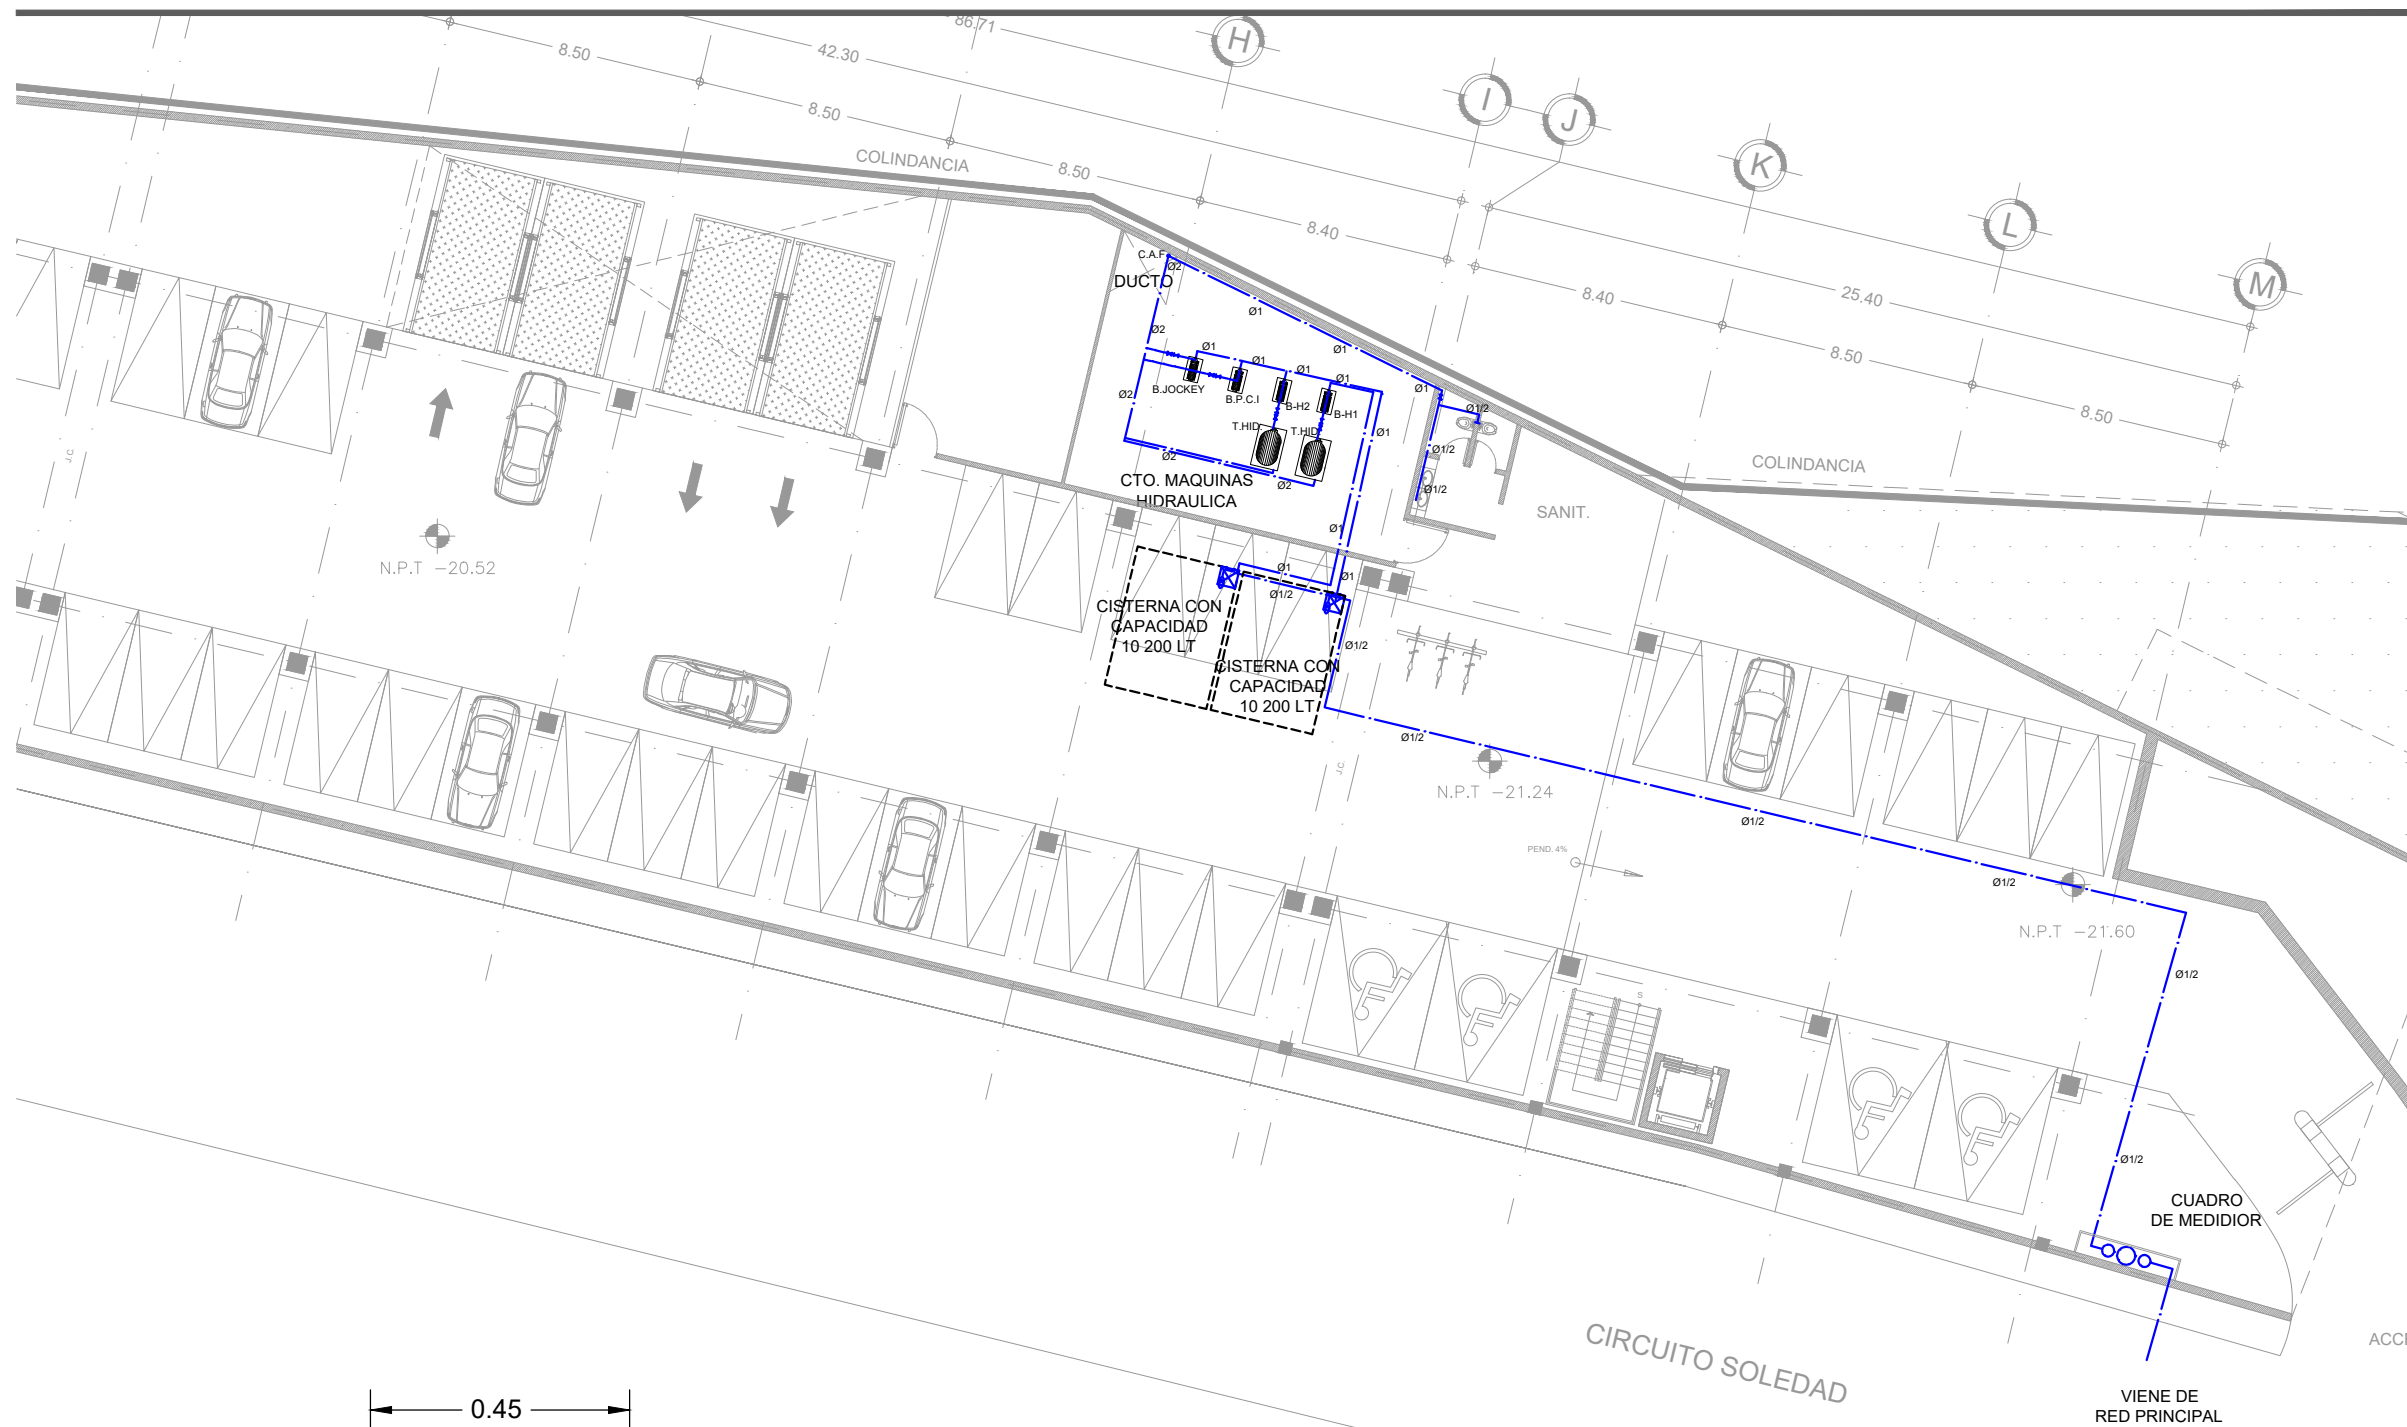 86.71
H
8.50
42.30
I
J
8.50
K
COLINDANCIA
8.50
L
8.40
M
C.A.F.
Ø2
DUCTO
8.40
25.40
Ø1
Ø2
Ø1
Ø1
Ø1
8.50
Ø1
Ø1
B.JOCKEY
Ø1
Ø2
B.P.C.I
B-H2
B-H1
Ø1/2
8.50
T.HID.
T.HID.
Ø1
Ø1/2
J.C.
Ø2
COLINDANCIA
CTO. MAQUINAS
HIDRAULICA
Ø2
Ø1/2
SANIT.
Ø1
N.P.T -20.52
Ø1
Ø1
Ø1/2
CISTERNA CON
CAPACIDAD
10 200 LT
Ø1/2
CISTERNA CON
CAPACIDAD
10 200 LT
Ø1/2
J.C.
N.P.T -21.24
Ø1/2
PEND. 4%
Ø1/2
N.P.T -21.60
Ø1/2
S
Ø1/2
CUADRO
DE MEDIDIOR
CIRCUITO SOLEDAD
VIENE DE
RED PRINCIPAL
0.45